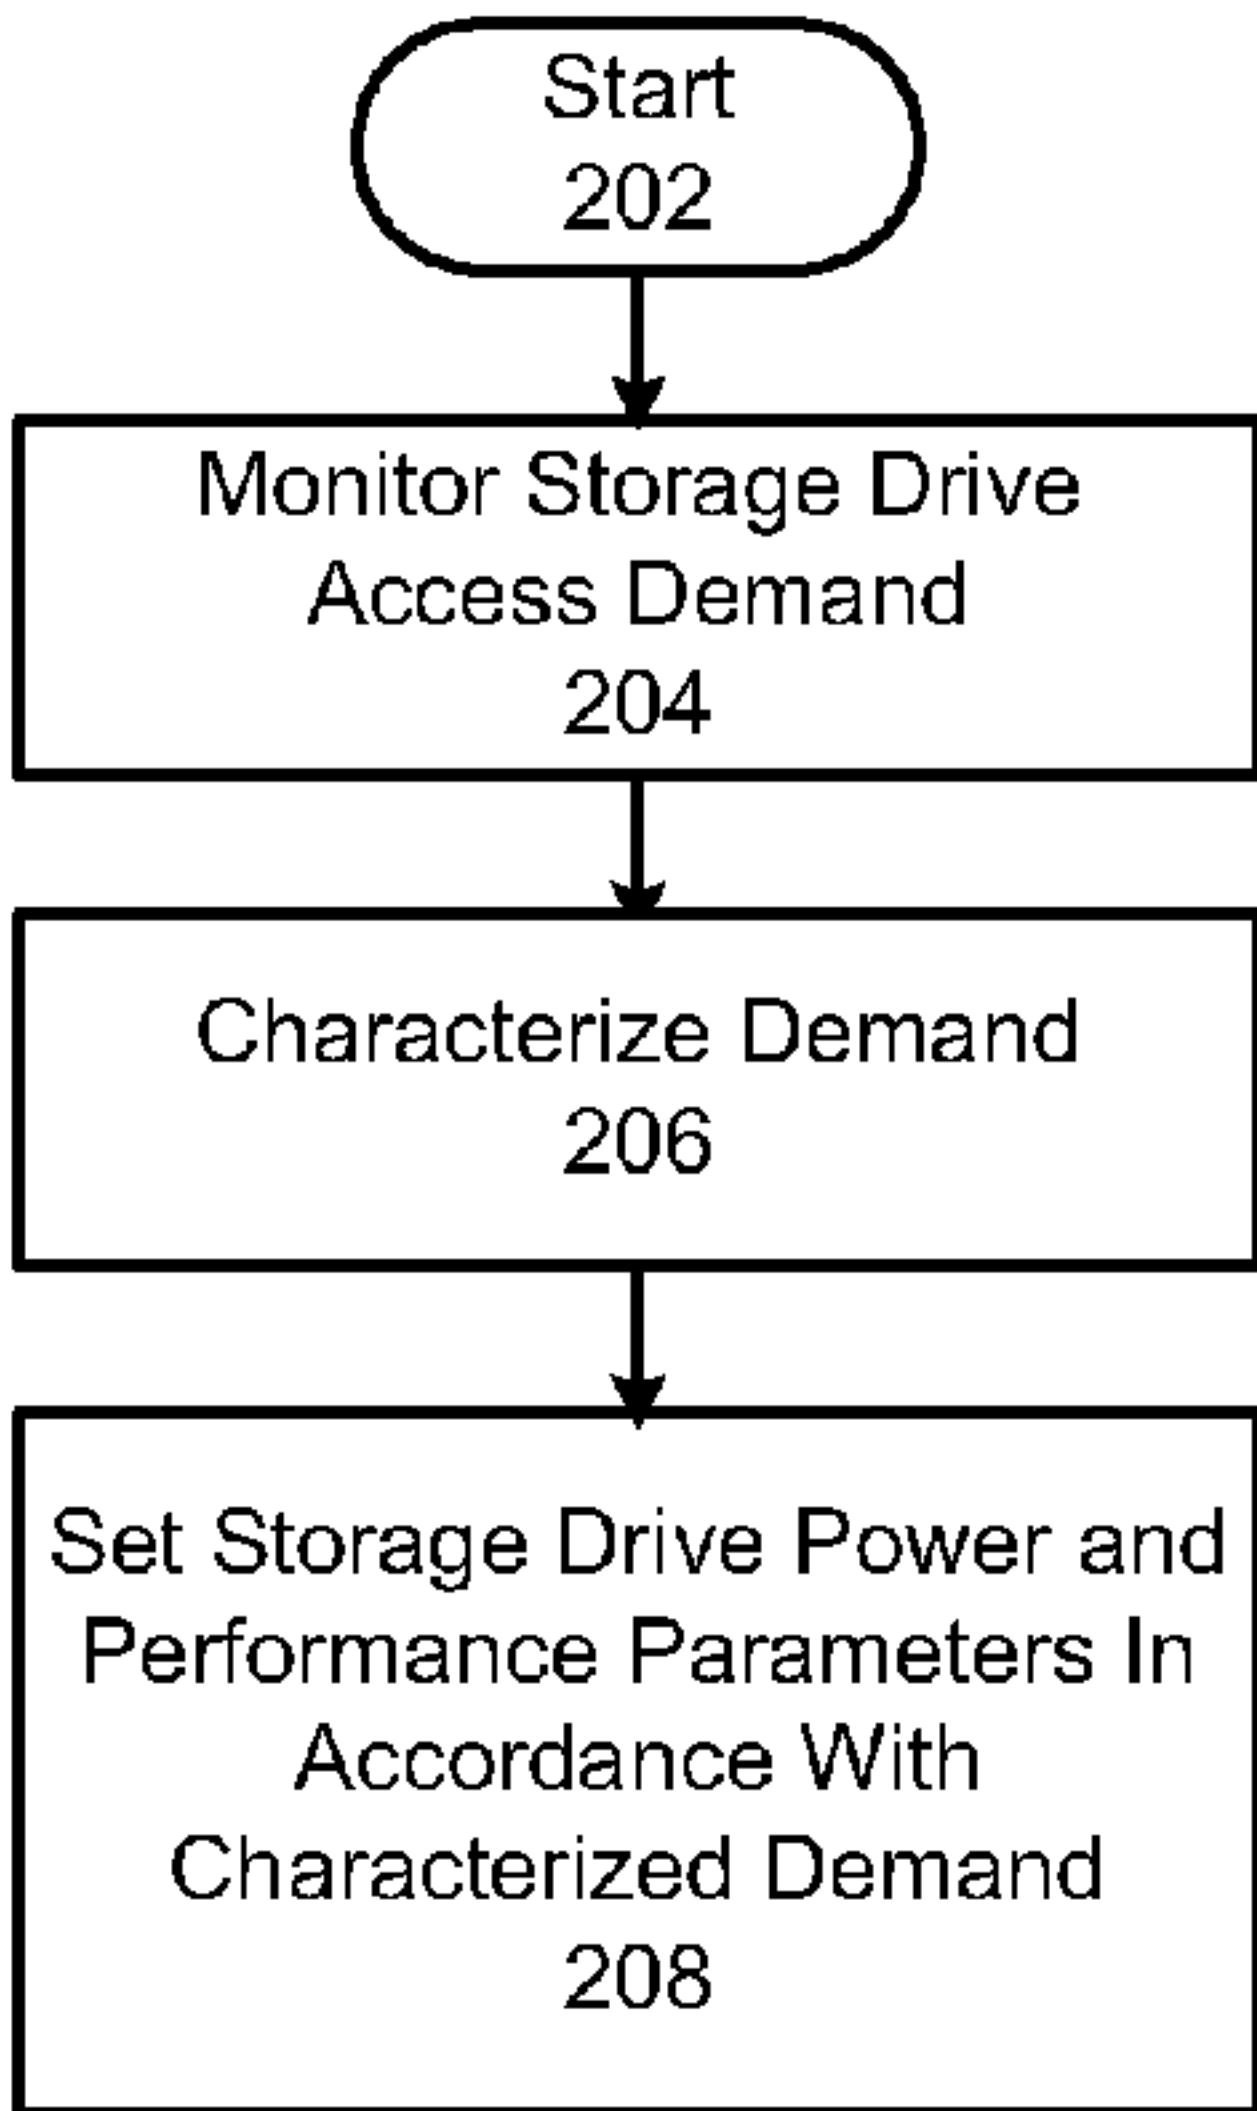 Start
202
Monitor Storage Drive
Access Demand
204
Characterize Demand
206
Set Storage Drive Power and
Performance Parameters In
Accordance With
Characterized Demand
208